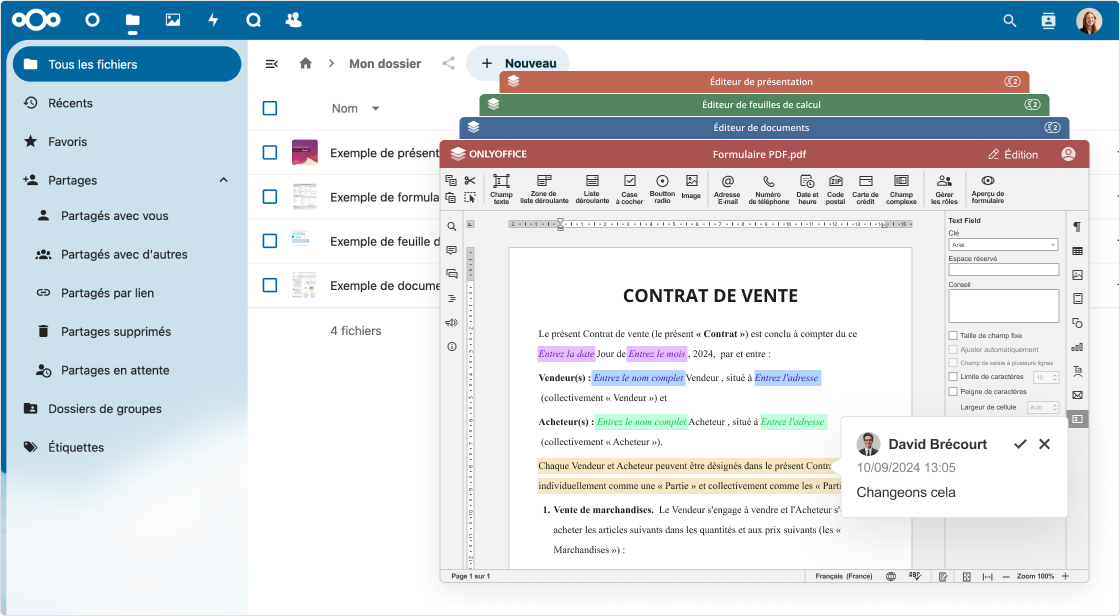 Tous les fichiers
Récents
Favoris
Partages
Partagés avec vous
Partagés avec d'autres
Partagés par lien
Partages supprimés
Partages en attente
Dossiers de groupes
Étiquettes
Mon dossier
+ Nouveau
Nom
Exemple de présent
Exemple de formula
Exemple de feuille d
Exemple de docume
4 fichiers
Éditeur de présentation
2
Éditeur de feuilles de calcul
2
Éditeur de documents
2
ONLYOFFICE
Formulaire PDF.pdf
Édition
Champ texte
Zone de liste déroulante
Liste déroulante
Case à cocher
Bouton radio
Image
Adresse E-mail
Numéro de téléphone
Date et heure
ZIP
Code postal
Carte de crédit
Champ complexe
Gérer les rôles
Aperçu de formulaire
CONTRAT DE VENTE
Le présent Contrat de vente (le présent « Contrat ») est conclu à compter du ce
Entrez la date Jour de Entrez le mois , 2024, par et entre :
Vendeur(s) : Entrez le nom complet Vendeur , situé à Entrez l'adresse
(collectivement « Vendeur ») et
Acheteur(s) : Entrez le nom complet Acheteur , situé à Entrez l'adresse
(collectivement « Acheteur »).
Chaque Vendeur et Acheteur peuvent être désignés dans le présent Contra
individuellement comme une « Partie » et collectivement comme les « Parti
1. Vente de marchandises. Le Vendeur s'engage à vendre et l'Acheteur s'
acheter les articles suivants dans les quantités et aux prix suivants (les «
Marchandises ») :
Text Field
Clé
Arial
Espace réservé
Conseil
Taille de champ fixe
Ajuster automatiquement
Champ de saisie à plusieurs lignes
Limite de caractères
10
Peigne de caractères
Largeur de cellule
Auto
David Brécourt
10/09/2024 13:05
Changeons cela
Page 1 sur 1
Français (France)
Zoom 100%